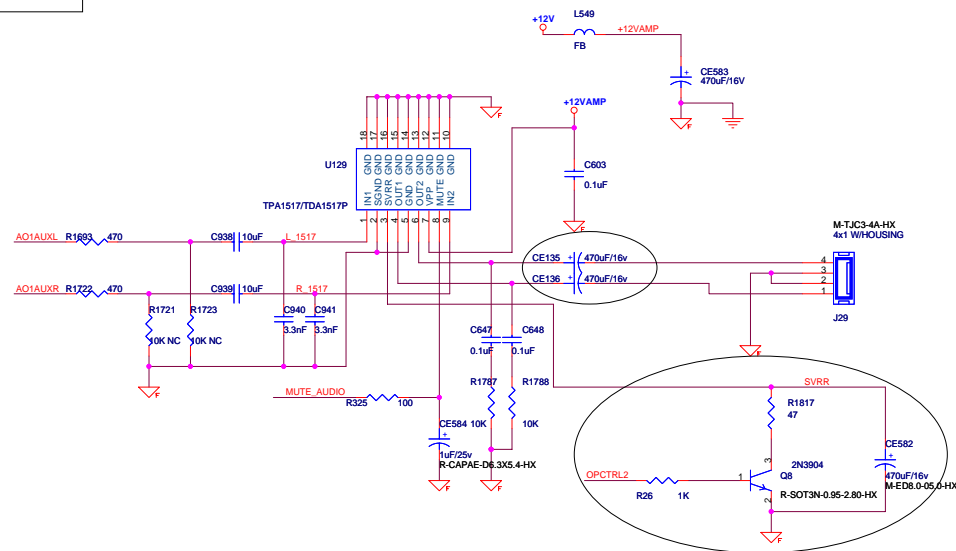 L549
+12V
+12VAMP
FB
CE583
470uF/16V
F
+12VAMP
F
18 17 16 15 14 13 12 11 10
U129
GND GND GND GND GND GND GND GND GND
IN1 SGND SVRR OUT1 GND OUT2 VPP MUTE IN2
C603
0.1uF
TPA1517/TDA1517P
1 2 3 4 5 6 7 8 9
F
M-TJC3-4A-HX
4x1 W/HOUSING
AO1AUXL R1693 470 C938 10uF L_1517
CE135 + 470uF/16v
4
3
2
1
CE136 + 470uF/16v
AO1AUXR R1722 470 C939 10uF R_1517
R1721 R1723 C940 C941
3.3nF 3.3nF
J29
10K NC 10K NC
C647 C648
0.1uF 0.1uF
F
F
R1787 R1788
SVRR
MUTE_AUDIO
R325 100
R1817
47
CE584 10K 10K
1uF/25v
R-CAPAE-D6.3X5.4-HX
F
F
CE582
470uF/16v
M-ED8.0-05.0-HX
3
2N3904
OPCTRL2
1
Q8
R26 1K
R-SOT3N-0.95-2.80-HX
2
F